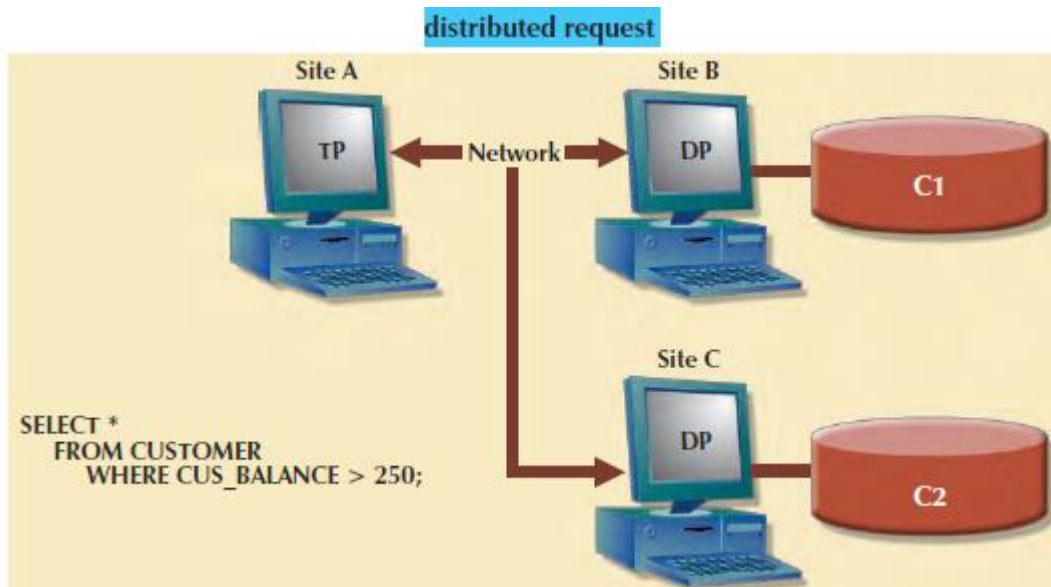 distributed request
Site A
Site B
TP
Network
DP
C1
Site C
SELECT *
FROM CUSTOMER
WHERE CUS_BALANCE > 250;
DP
C2